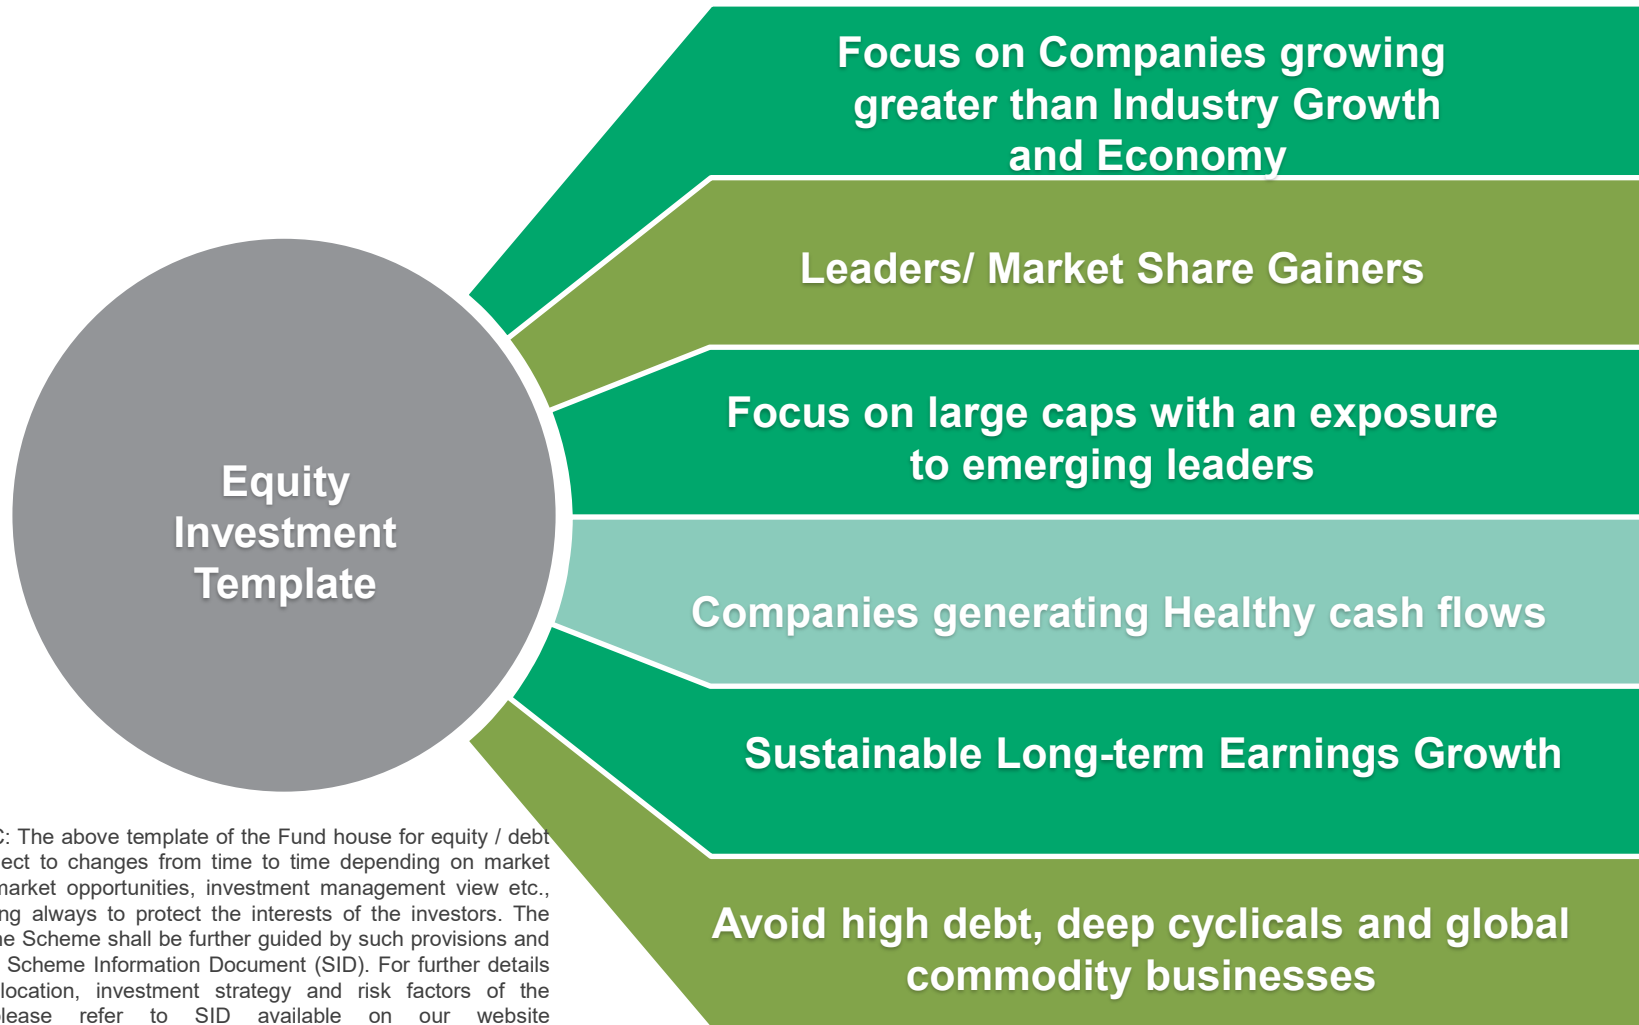 Focus on Companies growing
greater than Industry Growth
and Economy
Leaders/ Market Share Gainers
Focus on large caps with an exposure
to emerging leaders
Equity
Investment
Template
Companies generating Healthy cash flows
Sustainable Long-term Earnings Growth
Avoid high debt, deep cyclicals and global
commodity businesses
The above template of the Fund house for equity / debt
to changes from time to time depending on market
market opportunities, investment management view etc.,
always to protect the interests of the investors. The
Scheme shall be further guided by such provisions and
Scheme Information Document (SID). For further details
investment strategy and risk factors of the
refer to SID available on our website